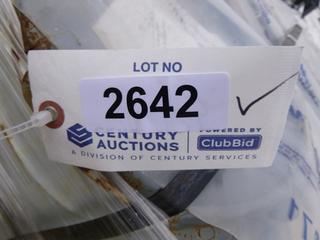 LOT NO
2642
CENTURY AUCTIONS
POWERED BY
ClubBid
A DIVISION OF CENTURY SERVICES